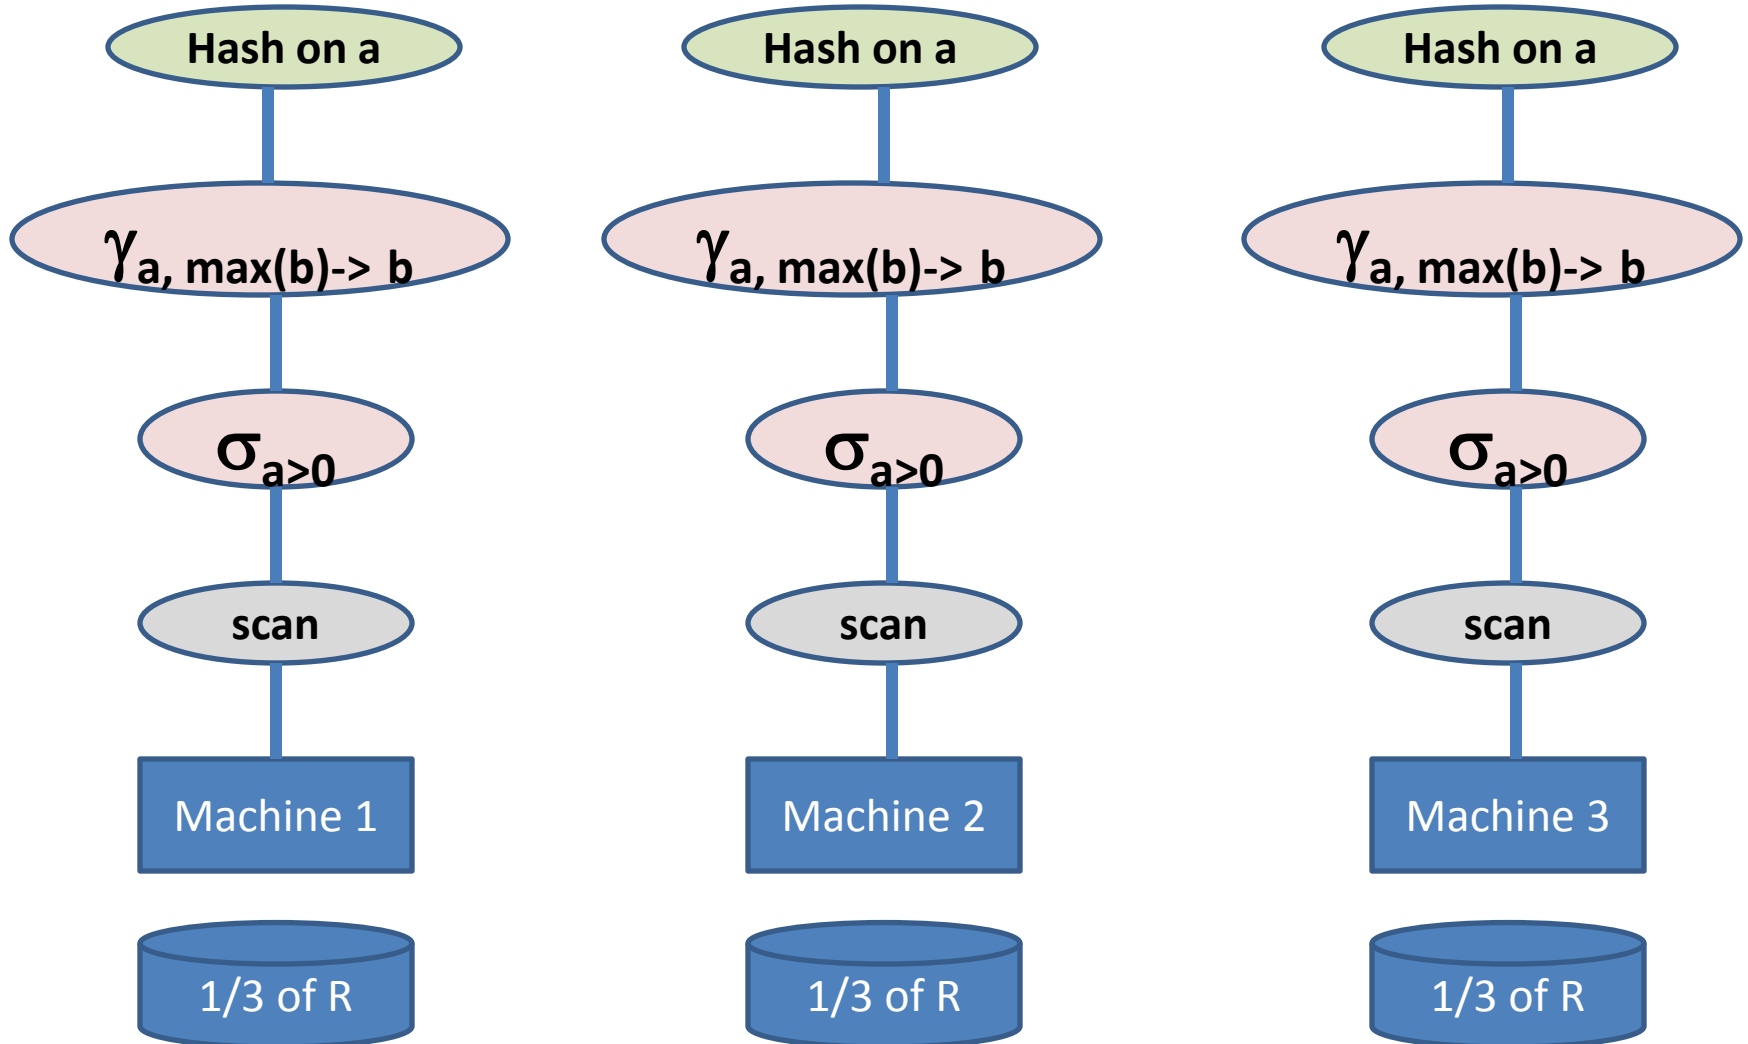 Hash on a
Hash on a
Hash on a
γa, max(b)-> b
γa, max(b)-> b
γa, max(b)-> b
σa>0
σa>0
σa>0
scan
scan
scan
Machine 1
Machine 2
Machine 3
1/3 of R
1/3 of R
1/3 of R